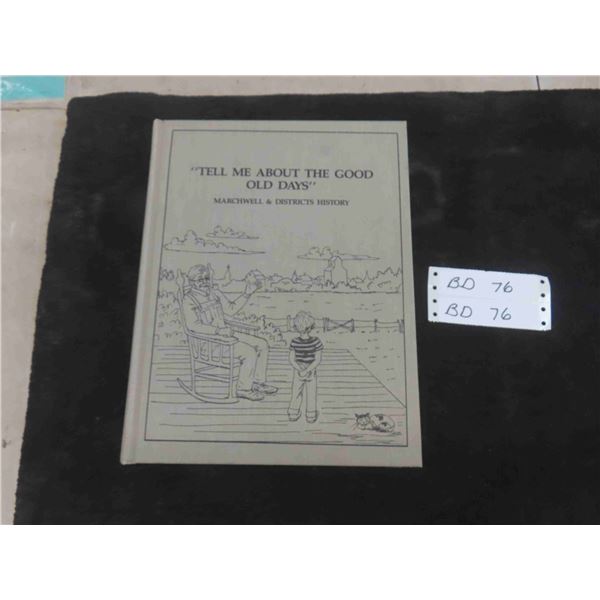 "TELL ME ABOUT THE GOOD
OLD DAYS"
MARCHWELL & DISTRICTS HISTORY
BD 76
BD 76